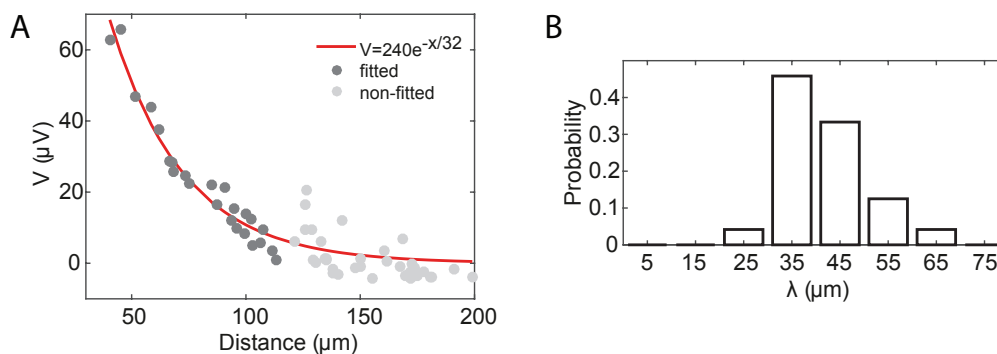 A
V (µV)
60
40
20
0
50
100
150
200
Distance (µm)
V=240e^-x/32
fitted
non-fitted
B
Probability
0.4
0.3
0.2
0.1
0
5 15 25 35 45 55 65 75
λ (µm)